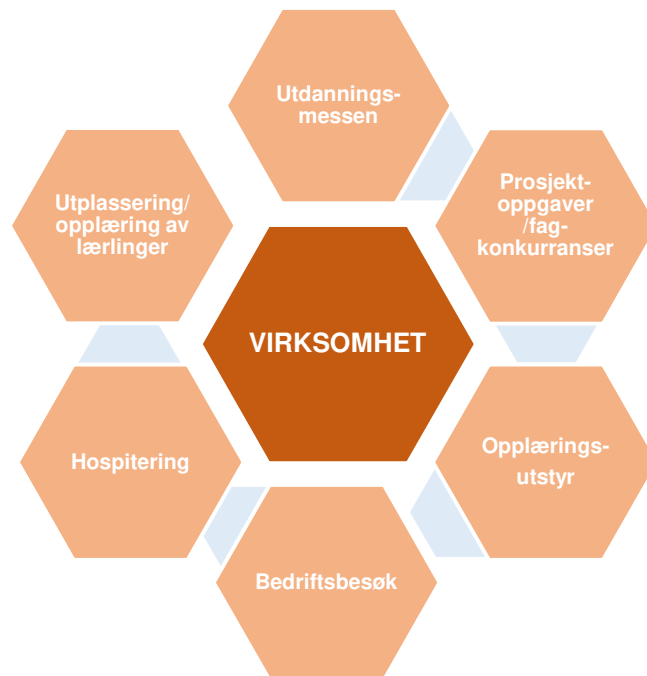 Utdannings-
messen
Utplassering/
opplæring av
lærlinger
Prosjekt-
oppgaver
/fag-
konkurranser
VIRKSOMHET
Hospitering
Opplærings-
utstyr
Bedriftsbesøk